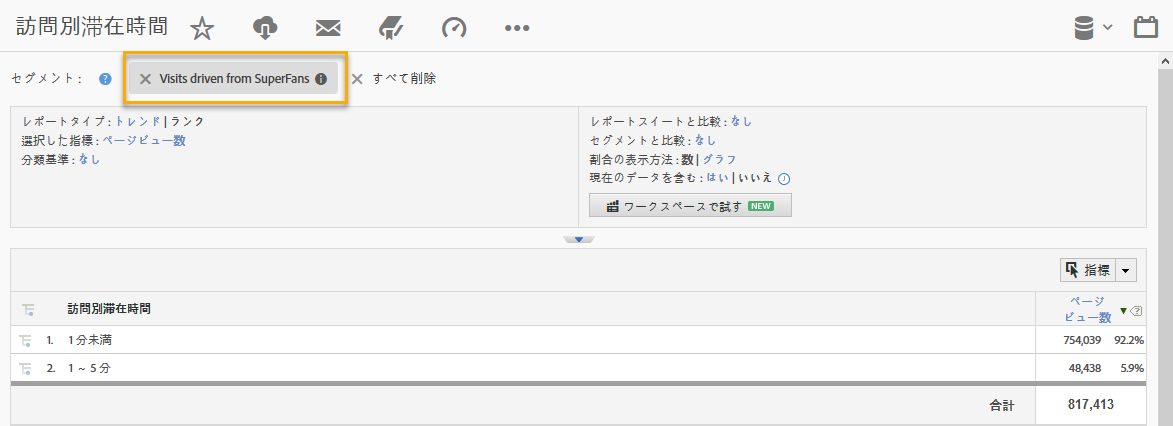 訪問別滞在時間
セグメント： Visits driven from SuperFans すべて削除
レポートタイプ : トレンド | ランク
選択した指標 : ページビュー数
分類基準 : なし
レポートスイートと比較 : なし
セグメントと比較 : なし
割合の表示方法 : 数 | グラフ
現在のデータを含む : はい | いいえ
ワークスペースで試す NEW
指標
訪問別滞在時間 ページ
ビュー数
1. 1 分未満 754,039 92.2%
2. 1 ~ 5 分 48,438 5.9%
合計 817,413